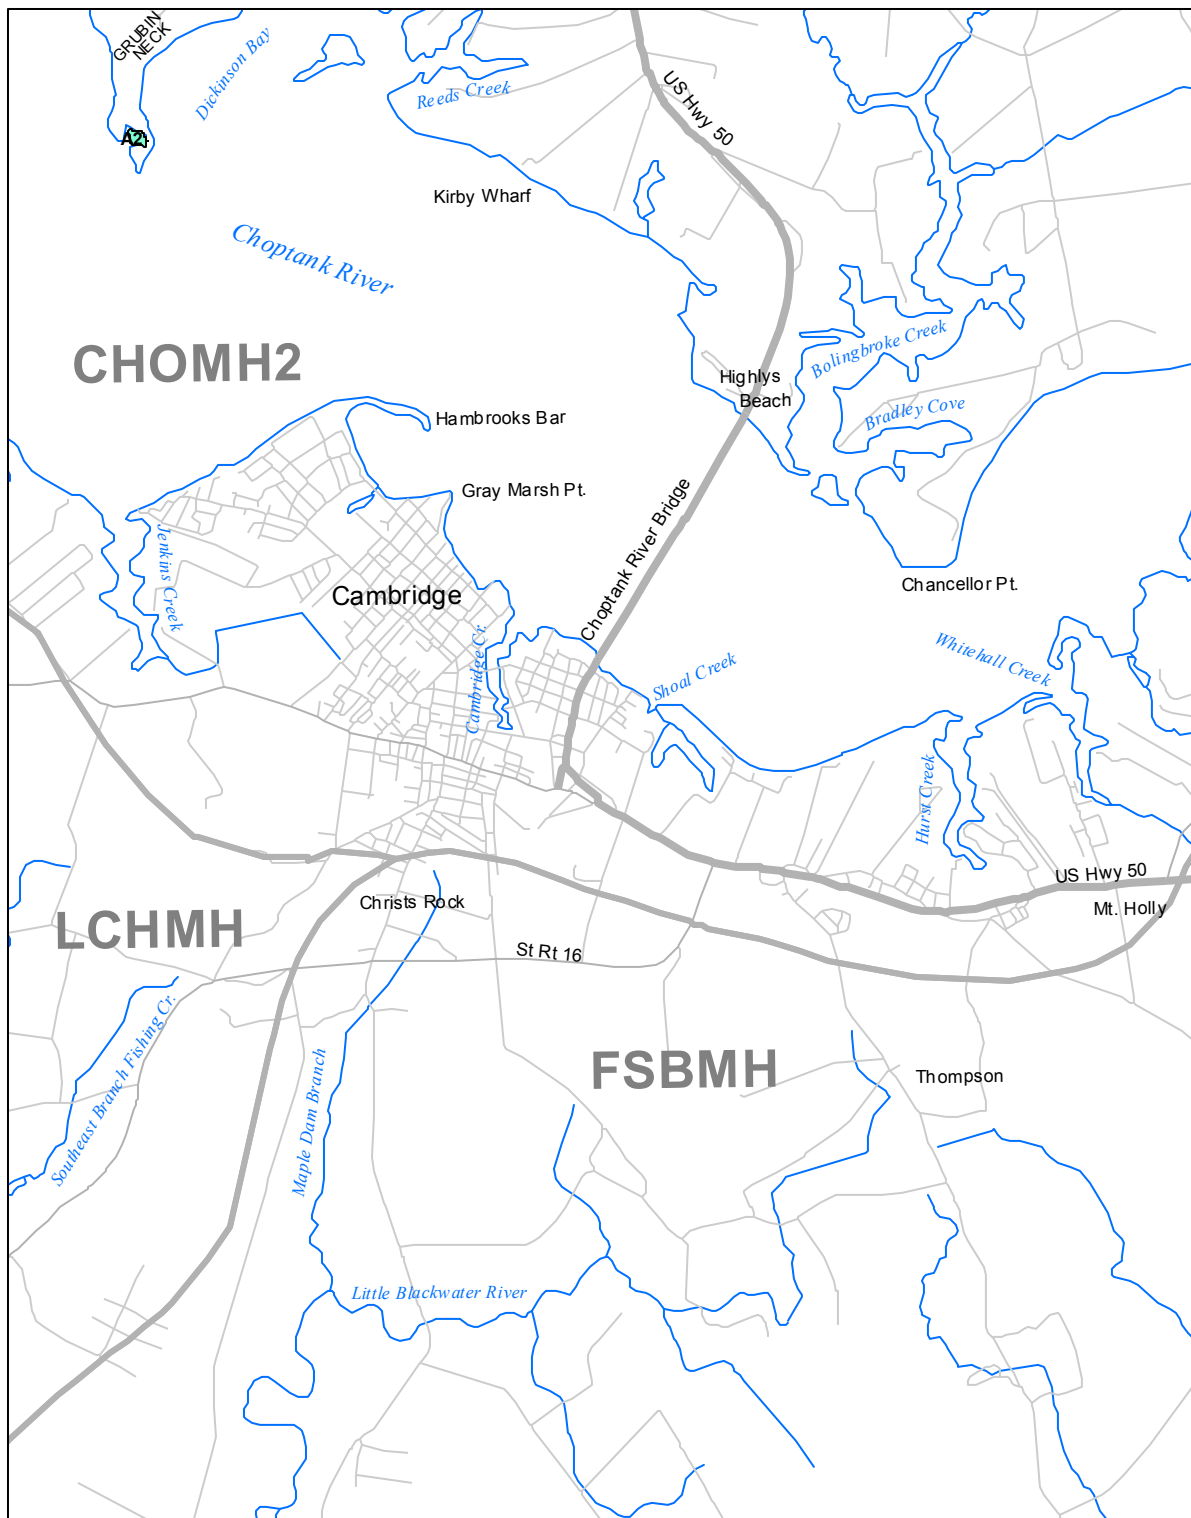 GRUBIN
NECK
Dickinson Bay
Reeds Creek
US Hwy 50
Kirby Wharf
Choptank River
CHOMH2
Bolingbroke Creek
Highlys
Beach
Bradley Cove
Hambrooks Bar
Gray Marsh Pt.
Choptank River Bridge
Jenkins Creek
Cambridge
Chancellor Pt.
Cambridge Cr.
Whitehall Creek
Shoal Creek
Hurst Creek
US Hwy 50
Mt. Holly
Christs Rock
LCHMH
St Rt 16
Southeast Branch Fishing Cr.
Maple Dam Branch
FSBMH
Thompson
Little Blackwater River